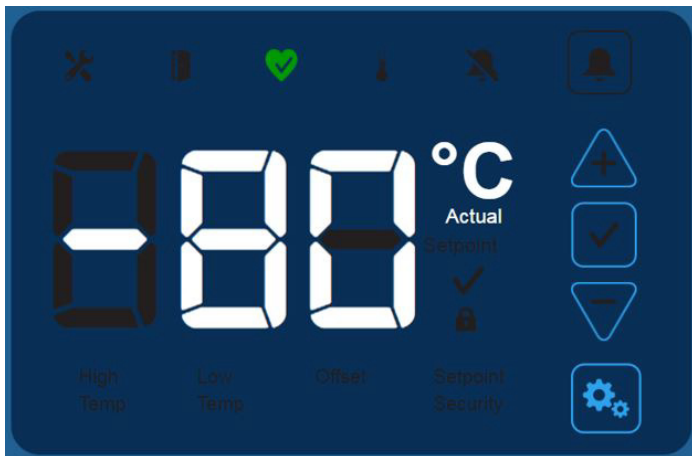 -80
°C
Actual
Setpoint
High
Temp
Low
Temp
Offset
Setpoint
Security